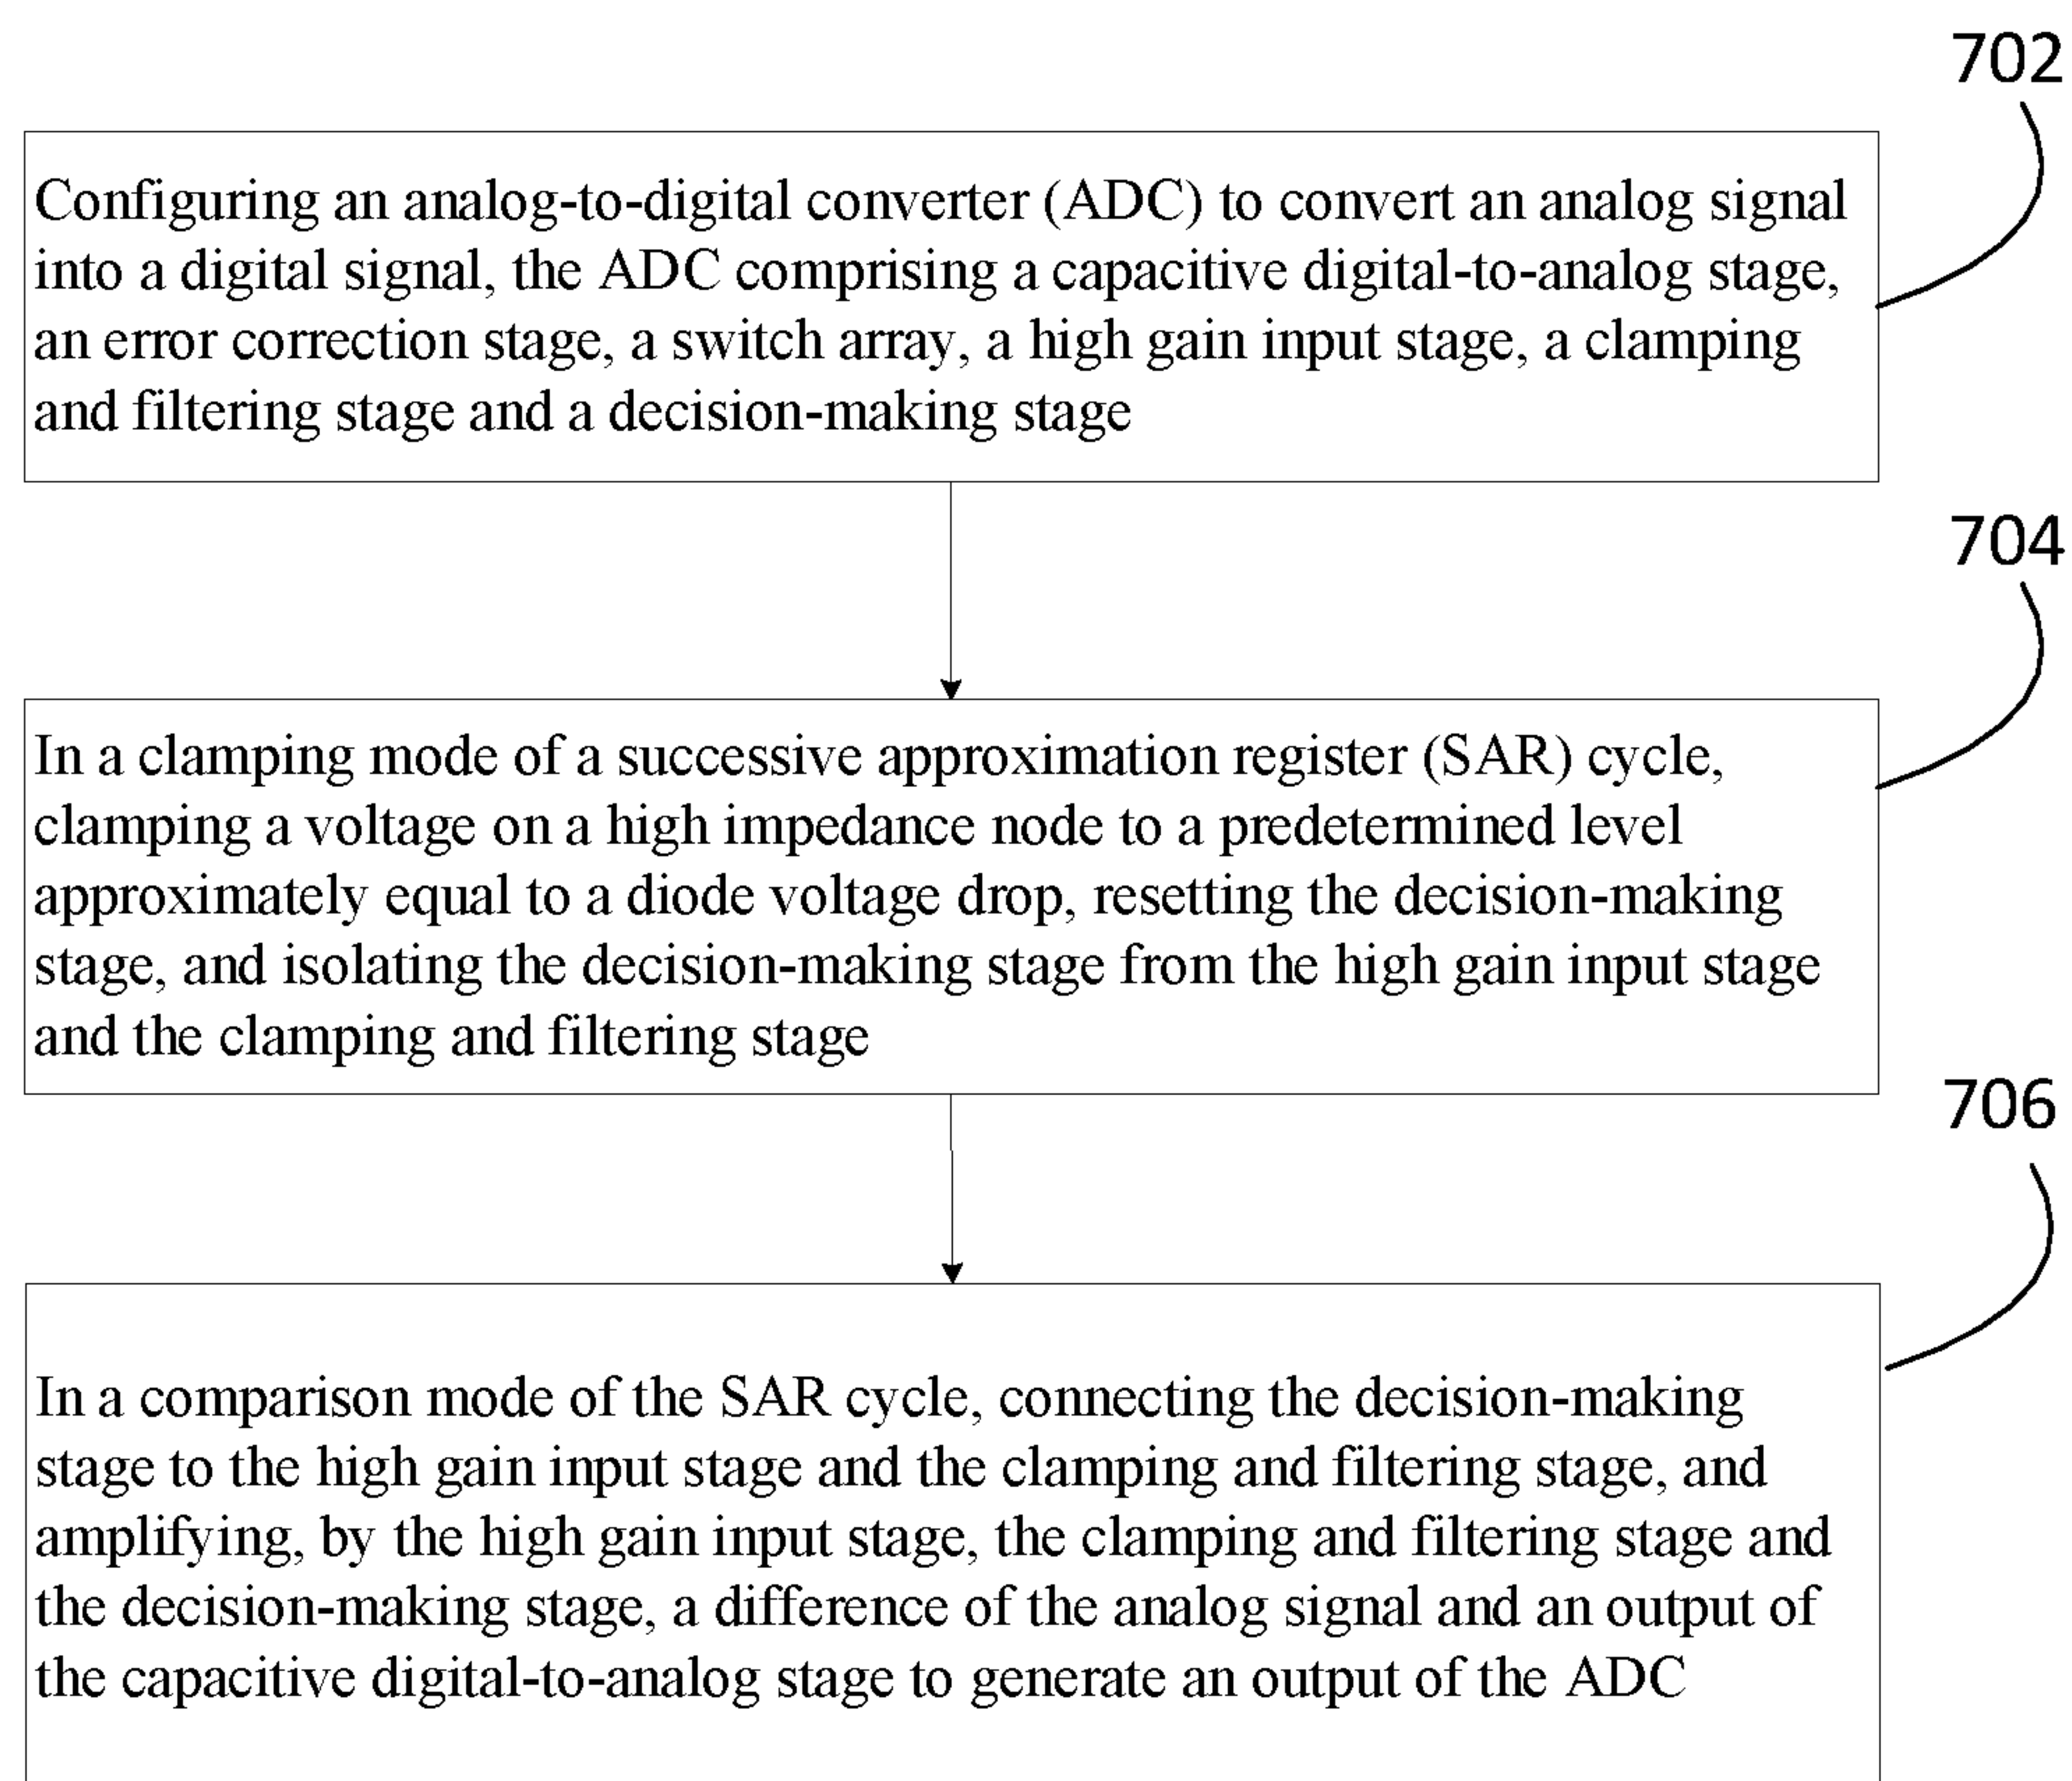 702
Configuring an analog-to-digital converter (ADC) to convert an analog signal
into a digital signal, the ADC comprising a capacitive digital-to-analog stage,
an error correction stage, a switch array, a high gain input stage, a clamping
and filtering stage and a decision-making stage
704
In a clamping mode of a successive approximation register (SAR) cycle,
clamping a voltage on a high impedance node to a predetermined level
approximately equal to a diode voltage drop, resetting the decision-making
stage, and isolating the decision-making stage from the high gain input stage
and the clamping and filtering stage
706
In a comparison mode of the SAR cycle, connecting the decision-making
stage to the high gain input stage and the clamping and filtering stage, and
amplifying, by the high gain input stage, the clamping and filtering stage and
the decision-making stage, a difference of the analog signal and an output of
the capacitive digital-to-analog stage to generate an output of the ADC